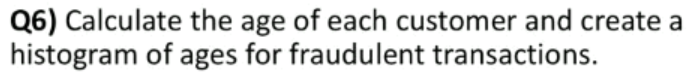 Q6) Calculate the age of each customer and create a
histogram of ages for fraudulent transactions.